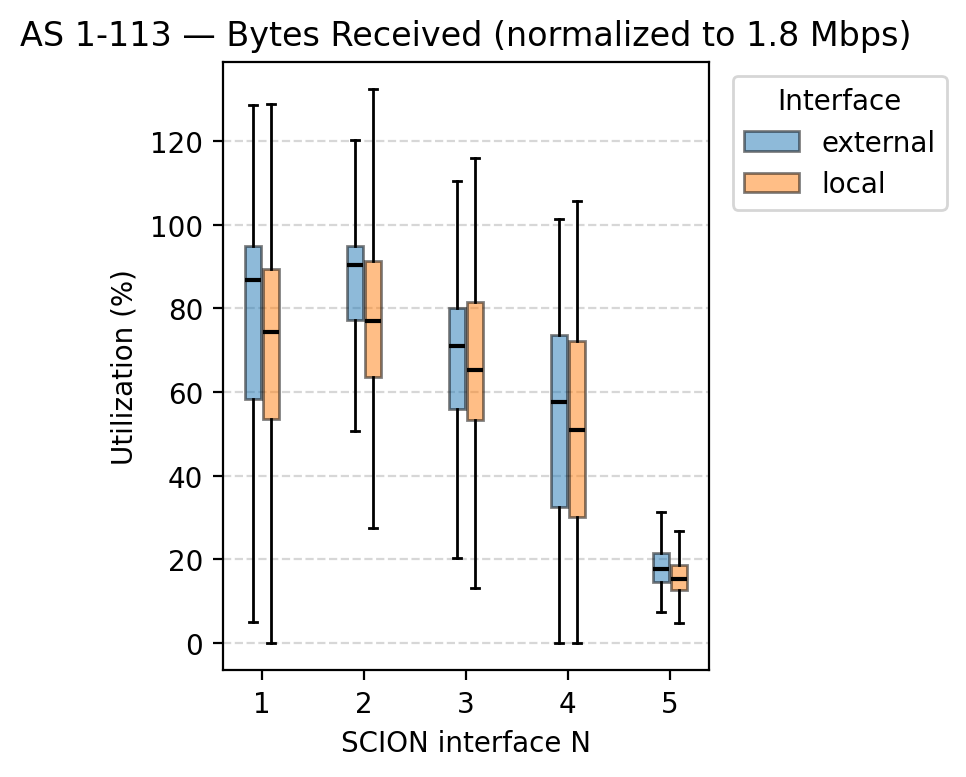 AS 1-113 — Bytes Received (normalized to 1.8 Mbps)
Interface
external
local
Utilization (%)
120
100
80
60
40
20
0
1 2 3 4 5
SCION interface N